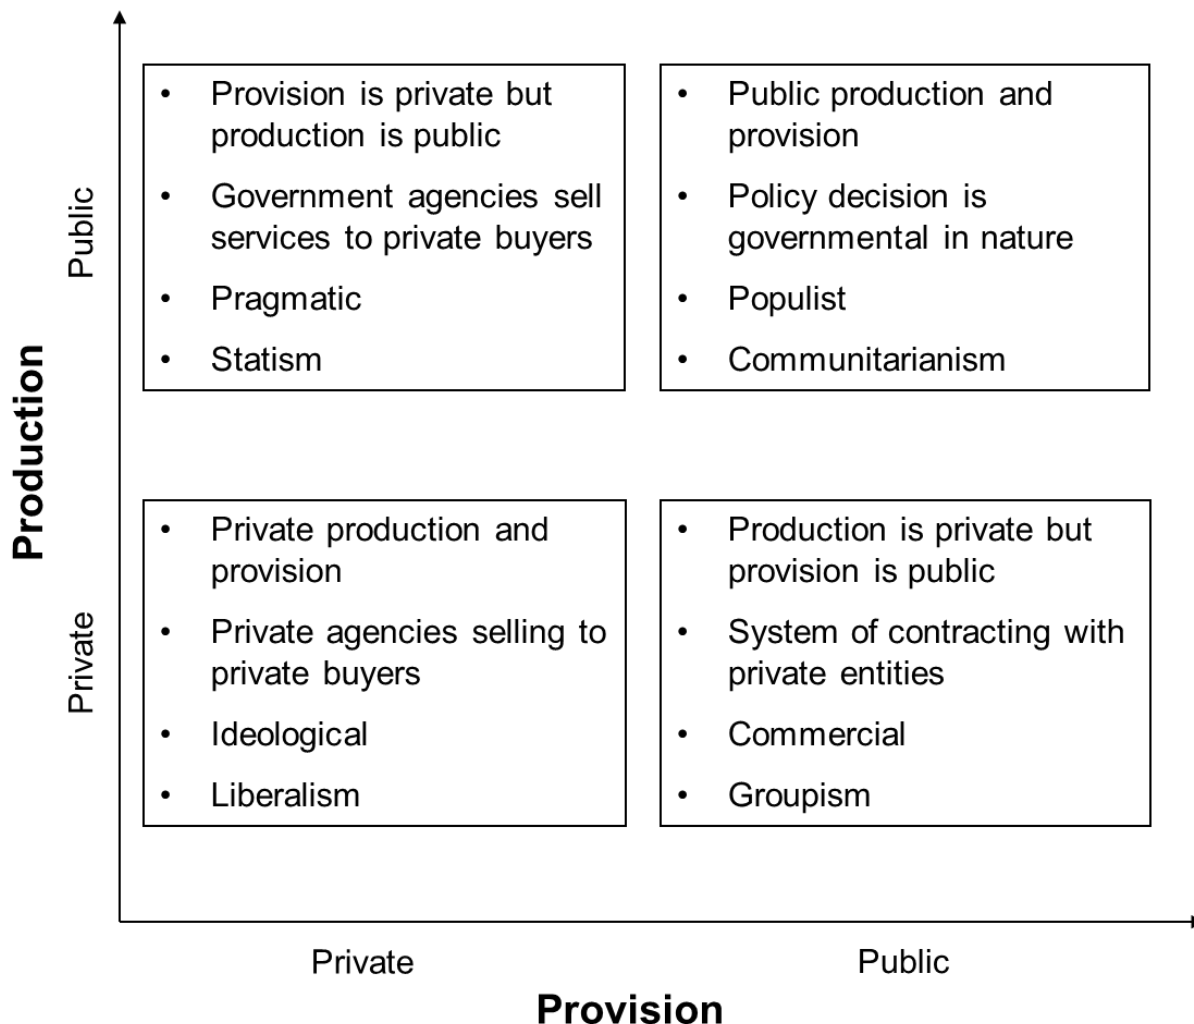 • Provision is private but
production is public
• Government agencies sell
services to private buyers
• Pragmatic
• Statism
• Public production and
provision
• Policy decision is
governmental in nature
• Populist
• Communitarianism
Public
Production
Private
• Private production and
provision
• Private agencies selling to
private buyers
• Ideological
• Liberalism
• Production is private but
provision is public
• System of contracting with
private entities
• Commercial
• Groupism
Private
Public
Provision